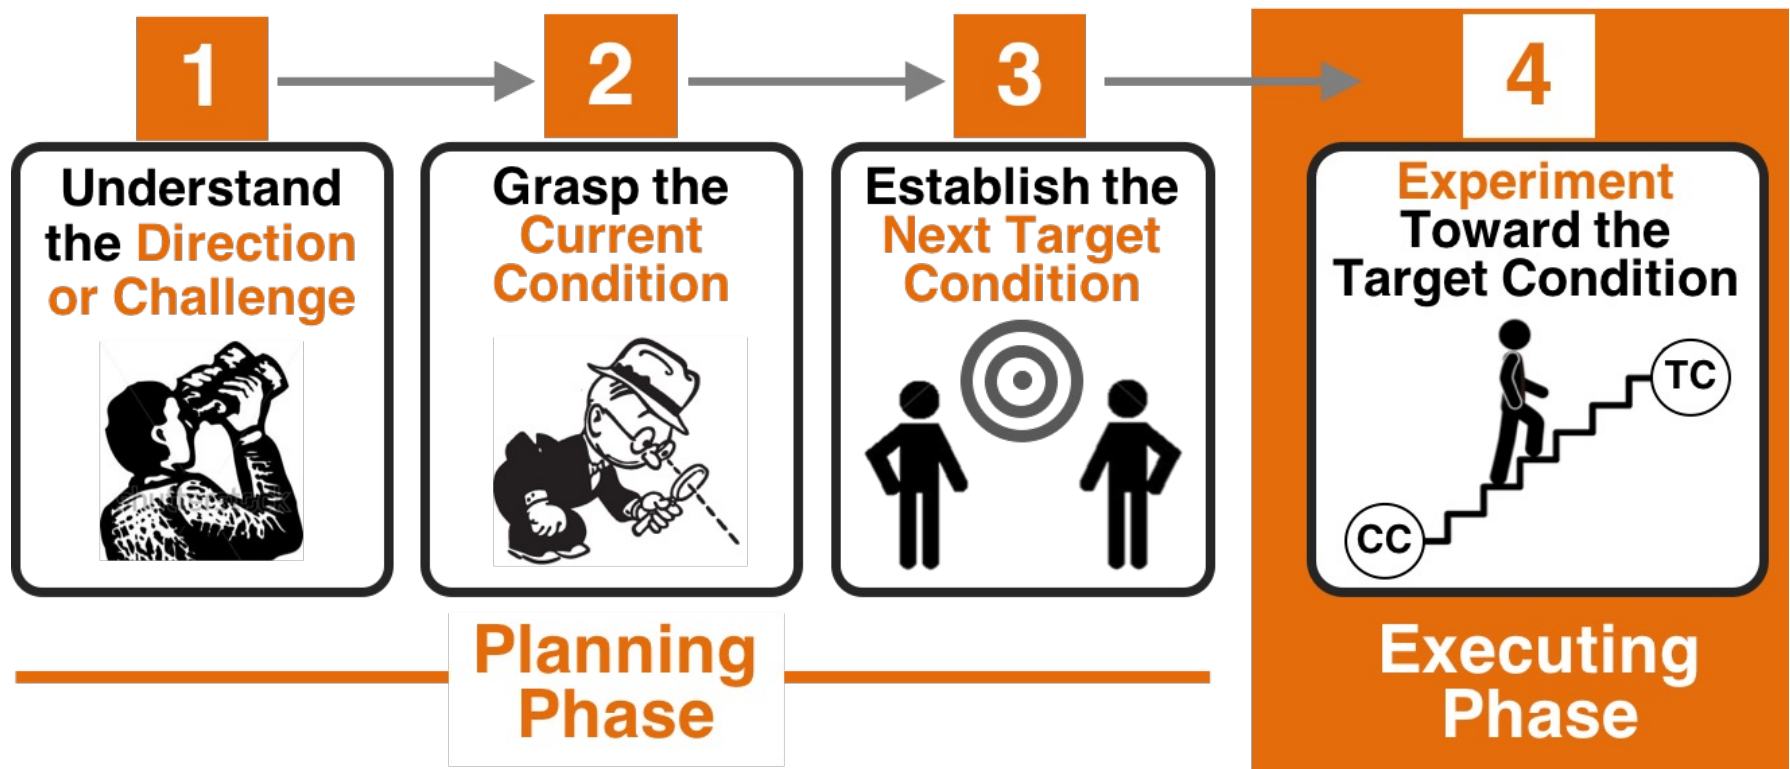 1
2
3
4
Understand
the Direction
or Challenge
Grasp the
Current
Condition
Establish the
Next Target
Condition
Experiment
Toward the
Target Condition
TC
CC
Planning
Phase
Executing
Phase